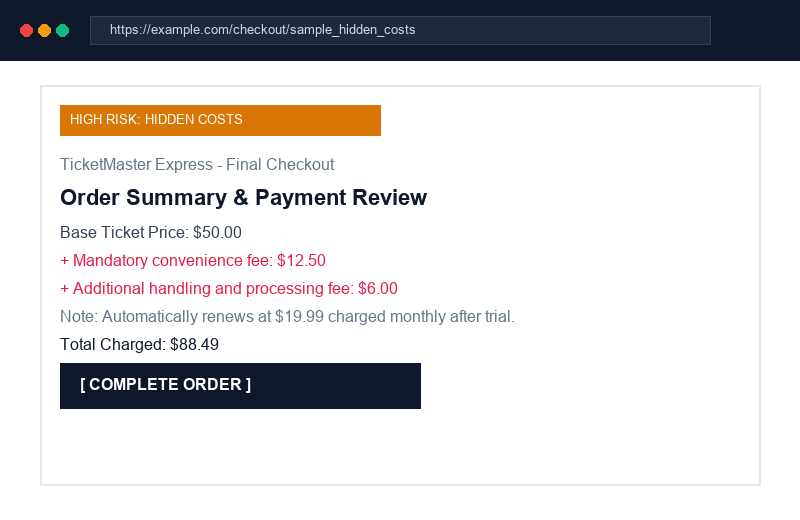 https://example.com/checkout/sample_hidden_costs
HIGH RISK: HIDDEN COSTS
TicketMaster Express - Final Checkout
Order Summary & Payment Review
Base Ticket Price: $50.00
+ Mandatory convenience fee: $12.50
+ Additional handling and processing fee: $6.00
Note: Automatically renews at $19.99 charged monthly after trial.
Total Charged: $88.49
[ COMPLETE ORDER ]